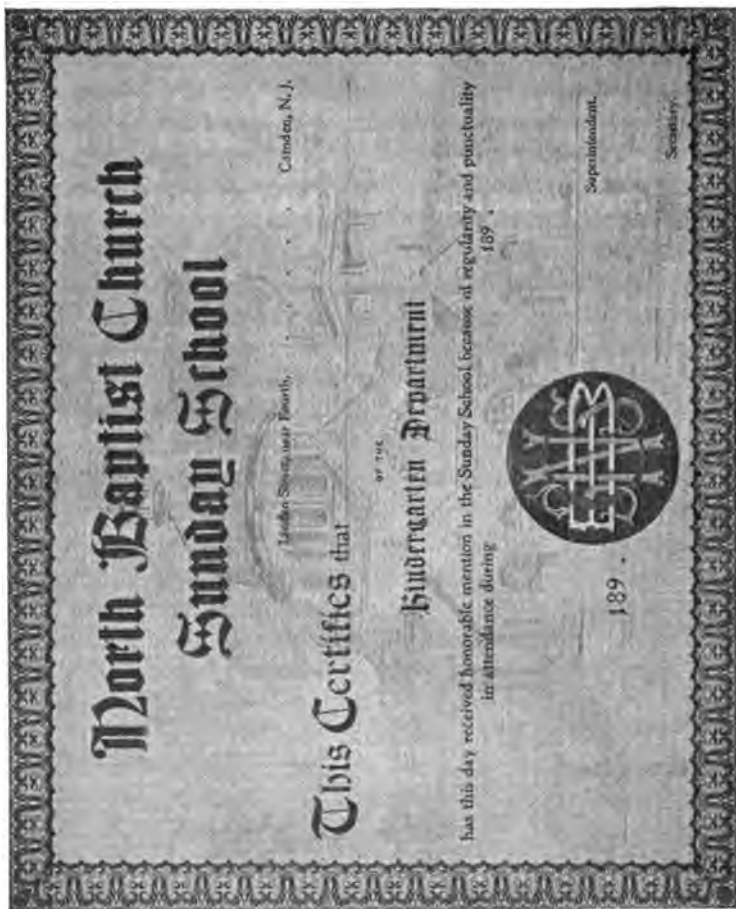 North Baptist Church
Sunday School
Linden Street, near Fourth, . . . . . Camden, N. J.
This Certifies that
OF THE
Kindergarten Department
has this day received honorable mention in the Sunday School because of regularity and punctuality
in attendance during 189 .
189 .
Superintendent.
Secretary.